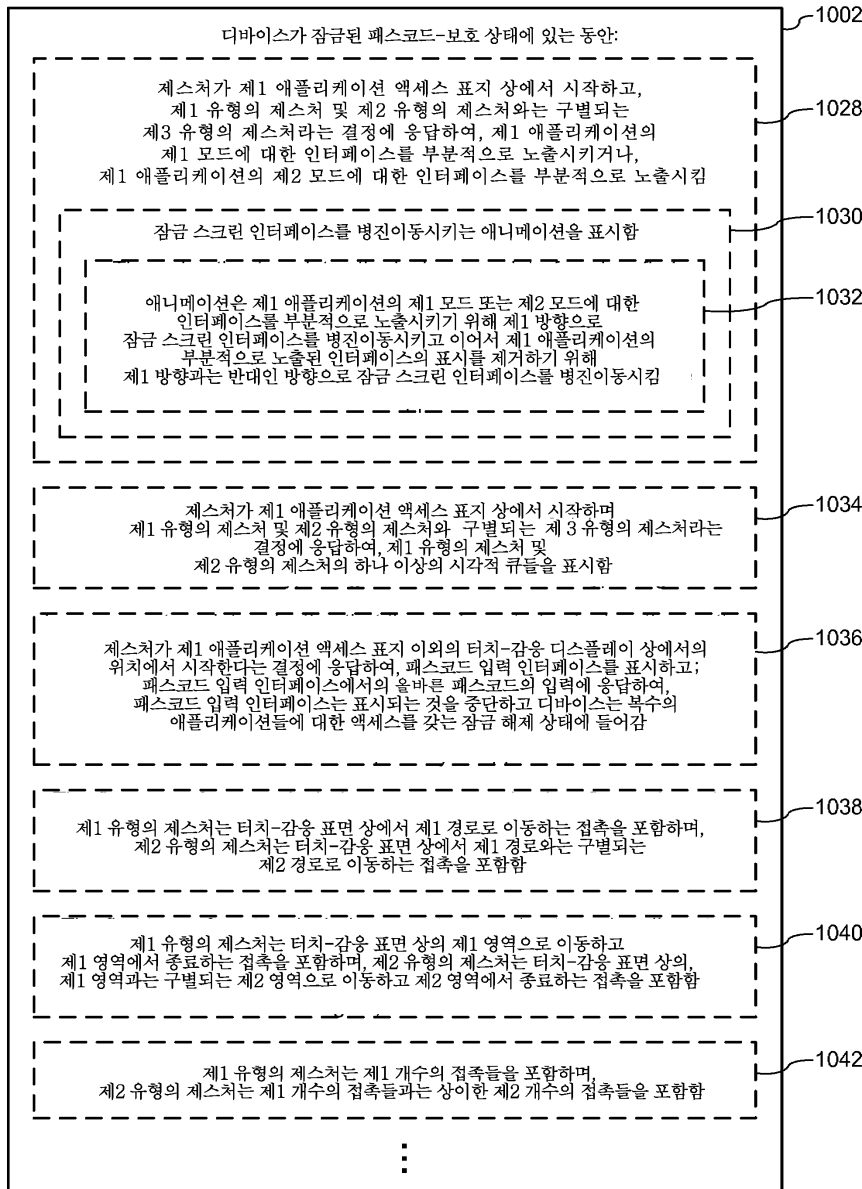 1002
디바이스가 잠금된 패스코드-보호 상태에 있는 동안:
제스처가 제1 애플리케이션 액세스 표지 상에서 시작하고,
제1 유형의 제스처 및 제2 유형의 제스처와는 구별되는
제3 유형의 제스처라는 결정에 응답하여, 제1 애플리케이션의
제1 모드에 대한 인터페이스를 부분적으로 노출시키거나,
제1 애플리케이션의 제2 모드에 대한 인터페이스를 부분적으로 노출시킴
1028
잠금 스크린 인터페이스를 병진이동시키는 애니메이션을 표시함
1030
애니메이션은 제1 애플리케이션의 제1 모드 또는 제2 모드에 대한
인터페이스를 부분적으로 노출시키기 위해 제1 방향으로
잠금 스크린 인터페이스를 병진이동시키고 이어서 제1 애플리케이션의
부분적으로 노출된 인터페이스의 표시를 제거하기 위해
제1 방향과는 반대인 방향으로 잠금 스크린 인터페이스를 병진이동시킴
1032
제스처가 제1 애플리케이션 액세스 표지 상에서 시작하며
제1 유형의 제스처 및 제2 유형의 제스처와 구별되는 제3 유형의 제스처라는
결정에 응답하여, 제1 유형의 제스처 및
제2 유형의 제스처의 하나 이상의 시각적 큐들을 표시함
1034
제스처가 제1 애플리케이션 액세스 표지 이외의 터치-감응 디스플레이 상에서의
위치에서 시작한다는 결정에 응답하여, 패스코드 입력 인터페이스를 표시하고;
패스코드 입력 인터페이스에서의 올바른 패스코드의 입력에 응답하여,
패스코드 입력 인터페이스는 표시되는 것을 중단하고 디바이스는 복수의
애플리케이션들에 대한 액세스를 갖는 잠금 해제 상태에 들어감
1036
제1 유형의 제스처는 터치-감응 표면 상에서 제1 경로로 이동하는 접촉을 포함하며,
제2 유형의 제스처는 터치-감응 표면 상에서 제1 경로와는 구별되는
제2 경로로 이동하는 접촉을 포함함
1038
제1 유형의 제스처는 터치-감응 표면 상의 제1 영역으로 이동하고
제1 영역에서 종료하는 접촉을 포함하며, 제2 유형의 제스처는 터치-감응 표면 상의,
제1 영역과는 구별되는 제2 영역으로 이동하고 제2 영역에서 종료하는 접촉을 포함함
1040
제1 유형의 제스처는 제1 개수의 접촉들을 포함하며,
제2 유형의 제스처는 제1 개수의 접촉들과는 상이한 제2 개수의 접촉들을 포함함
1042